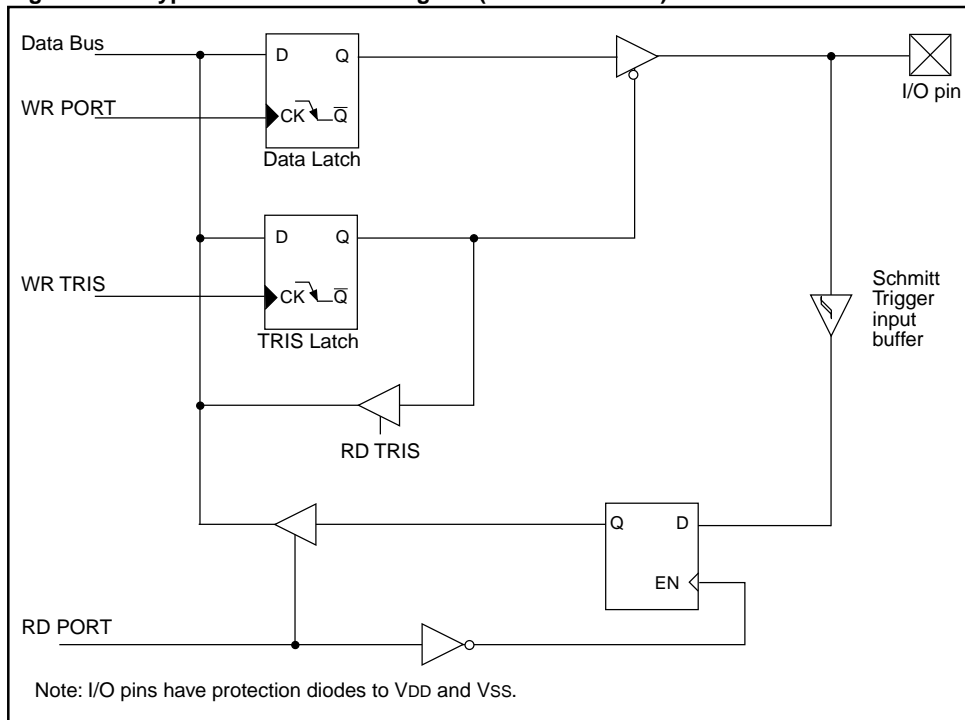 Data Bus
D Q
WR PORT
CK Q̅
I/O pin
Data Latch
D Q
WR TRIS
CK Q̅
TRIS Latch
Schmitt
Trigger
input
buffer
RD TRIS
Q D
EN
RD PORT
Note: I/O pins have protection diodes to VDD and VSS.